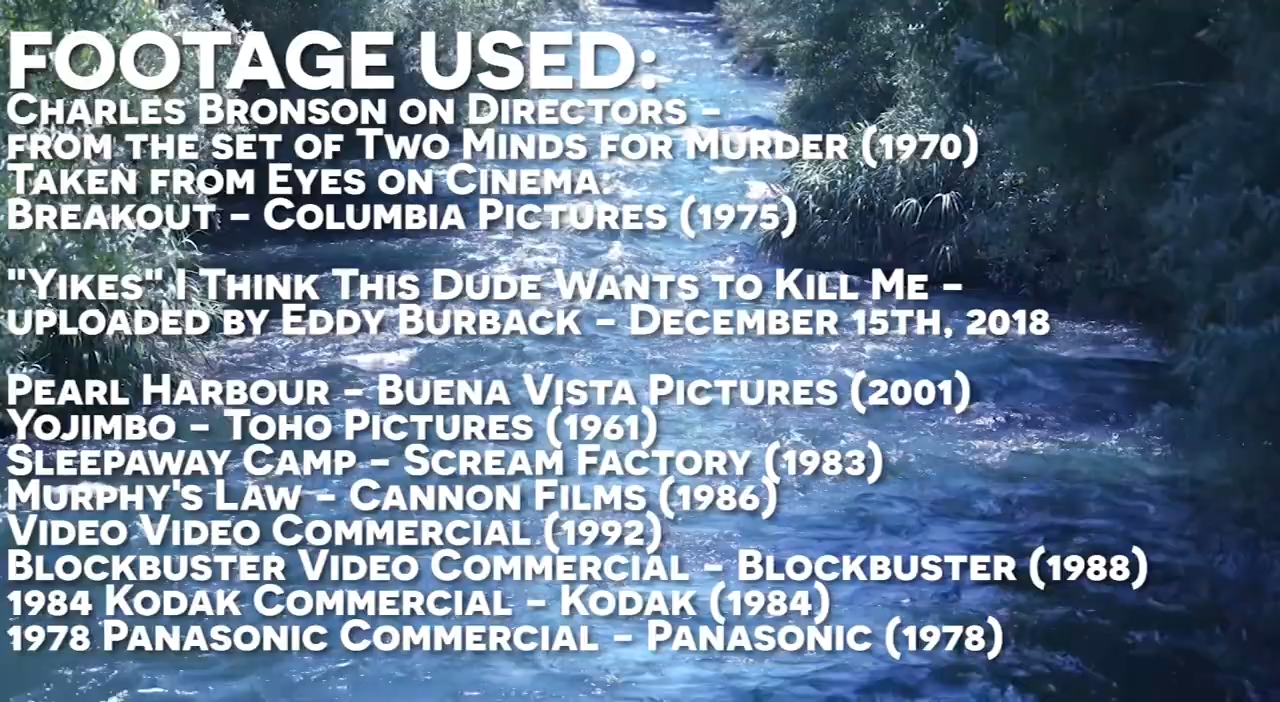 FOOTAGE USED:
CHARLES BRONSON ON DIRECTORS –
FROM THE SET OF TWO MINDS FOR MURDER (1970)
TAKEN FROM EYES ON CINEMA:
BREAKOUT – COLUMBIA PICTURES (1975)
"YIKES" I THINK THIS DUDE WANTS TO KILL ME –
UPLOADED BY EDDY BURBACK – DECEMBER 15TH, 2018
PEARL HARBOUR – BUENA VISTA PICTURES (2001)
YOJIMBO – TOHO PICTURES (1961)
SLEEPAWAY CAMP – SCREAM FACTORY (1983)
MURPHY'S LAW – CANNON FILMS (1986)
VIDEO VIDEO COMMERCIAL (1992)
BLOCKBUSTER VIDEO COMMERCIAL – BLOCKBUSTER (1988)
1984 KODAK COMMERCIAL – KODAK (1984)
1978 PANASONIC COMMERCIAL – PANASONIC (1978)